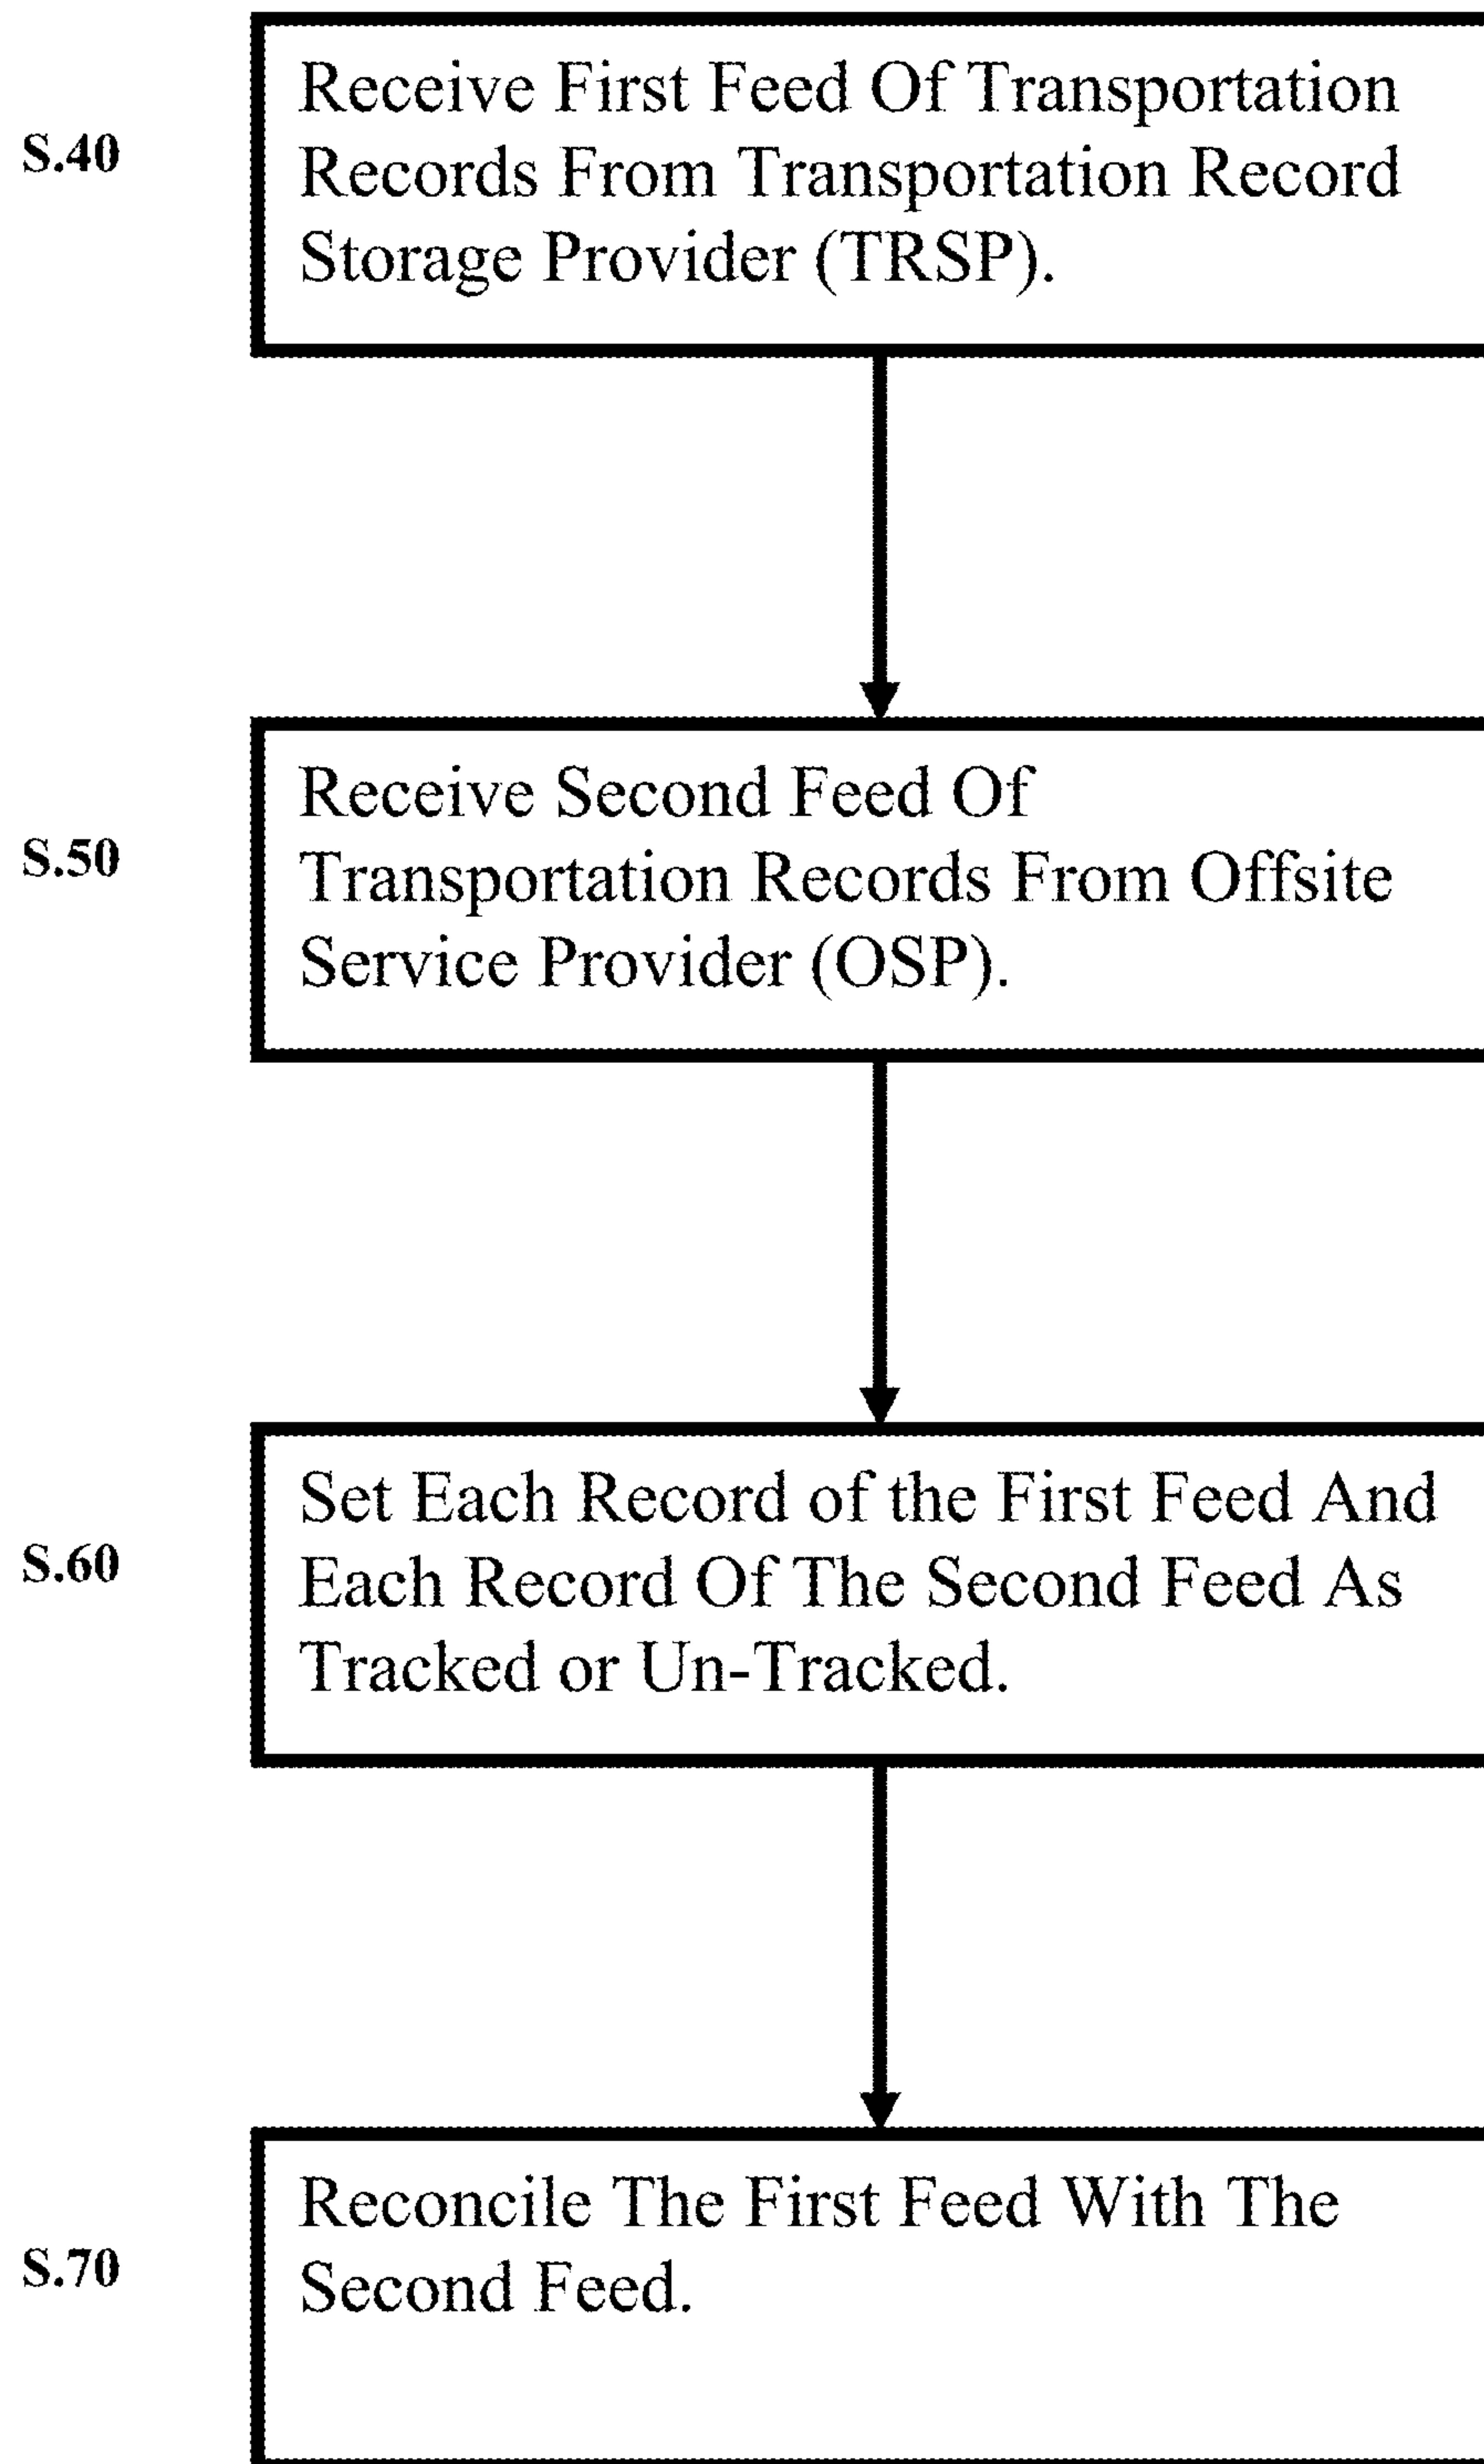 S.40
Receive First Feed Of Transportation
Records From Transportation Record
Storage Provider (TRSP).
S.50
Receive Second Feed Of
Transportation Records From Offsite
Service Provider (OSP).
S.60
Set Each Record of the First Feed And
Each Record Of The Second Feed As
Tracked or Un-Tracked.
S.70
Reconcile The First Feed With The
Second Feed.